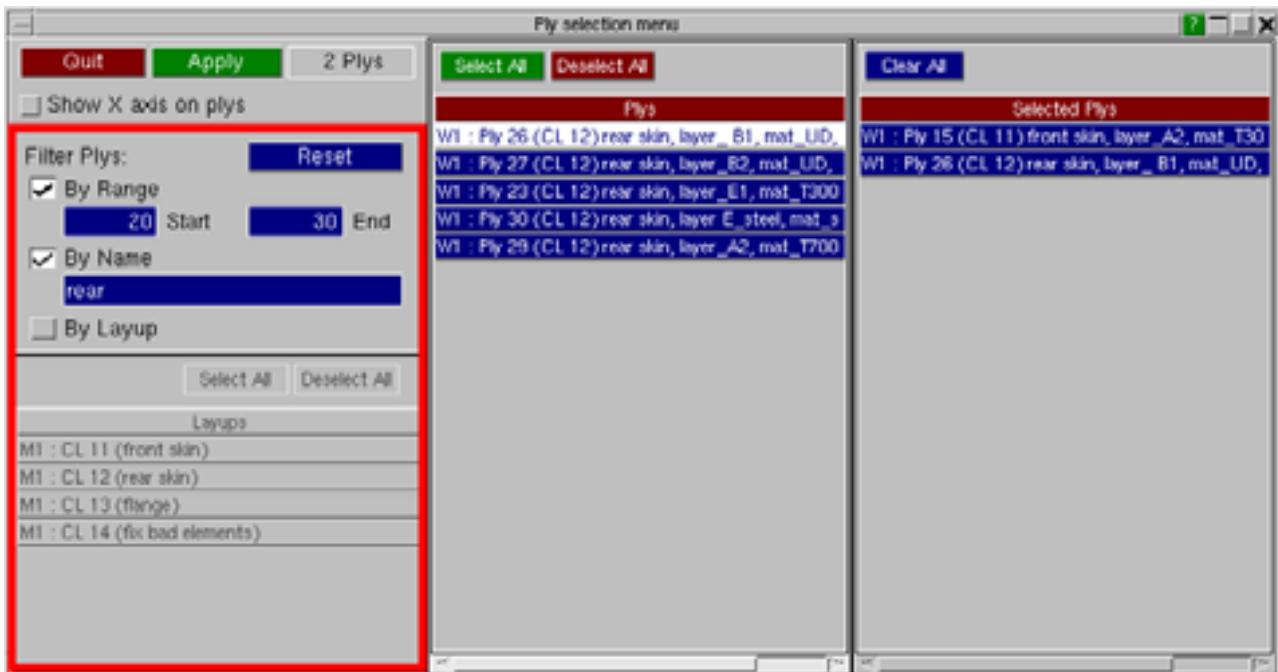 Ply selection menu
?
Quit Apply 2 Plys
Show X axis on plys
Filter Plys: Reset
By Range
20 Start 30 End
By Name
rear
By Layup
Select All Deselect All
Layups
M1 : CL 11 (front skin)
M1 : CL 12 (rear skin)
M1 : CL 13 (flange)
M1 : CL 14 (fix bad elements)
Select All Deselect All
Plys
W1 : Ply 26 (CL 12) rear skin, layer_ B1, mat_UD,
W1 : Ply 27 (CL 12) rear skin, layer_B2, mat_UD,
W1 : Ply 23 (CL 12) rear skin, layer_E1, mat_T300
W1 : Ply 30 (CL 12) rear skin, layer E_steel, mat_s
W1 : Ply 29 (CL 12) rear skin, layer_A2, mat_T700
Clear All
Selected Plys
W1 : Ply 15 (CL 11) front skin, layer_A2, mat_T30
W1 : Ply 26 (CL 12) rear skin, layer_ B1, mat_UD,